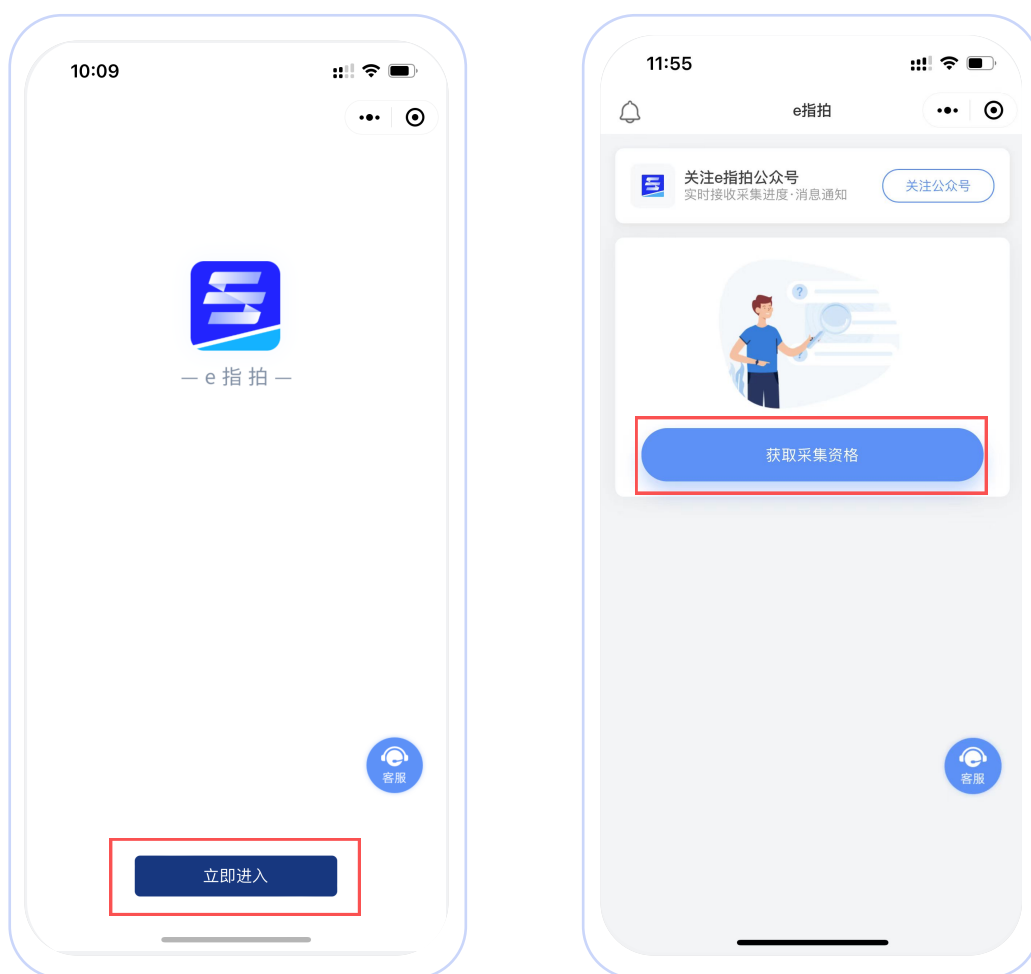 10:09
— e 指 拍 —
客服
立即进入
11:55
e指拍
关注e指拍公众号
实时接收采集进度·消息通知
关注公众号
?
获取采集资格
客服